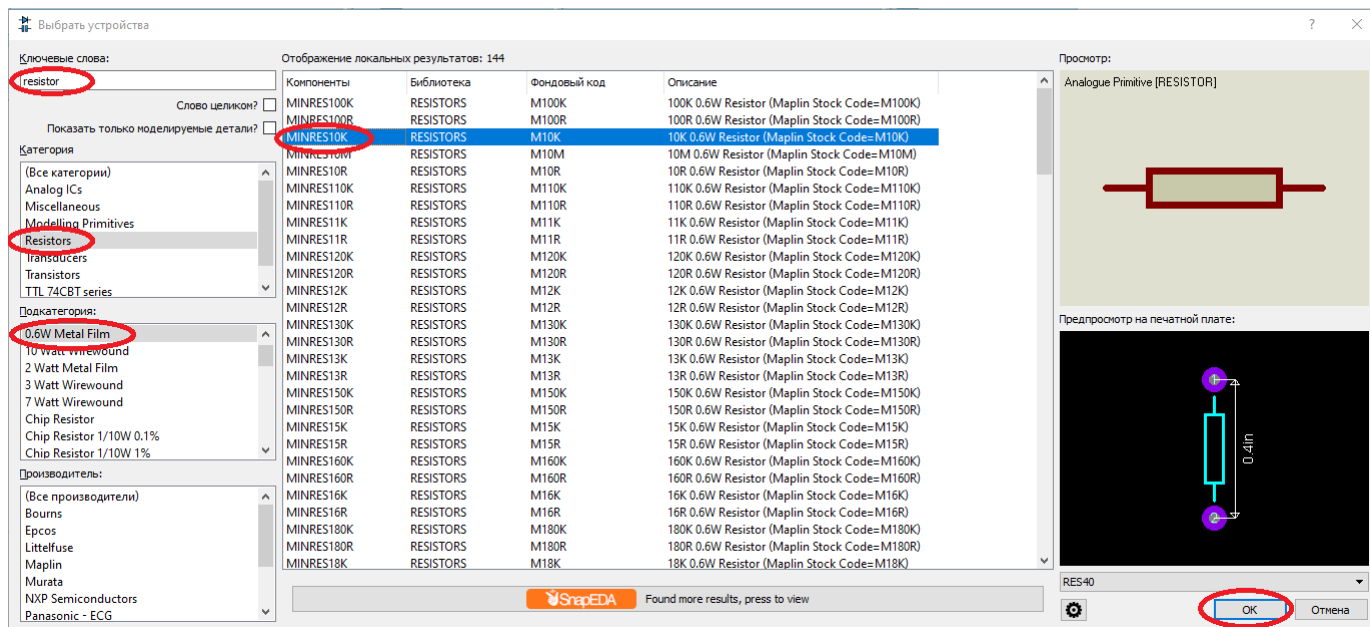 Выбрать устройства
?
Ключевые слова:
resistor
Слово целиком?
Показать только моделируемые детали?
Категория
(Все категории)
Analog ICs
Miscellaneous
Modelling Primitives
Resistors
Transducers
Transistors
TTL 74CBT series
Подкатегория:
0.6W Metal Film
10 Watt Wirewound
2 Watt Metal Film
3 Watt Wirewound
7 Watt Wirewound
Chip Resistor
Chip Resistor 1/10W 0.1%
Chip Resistor 1/10W 1%
Производитель:
(Все производители)
Bourns
Epcos
Littelfuse
Maplin
Murata
NXP Semiconductors
Panasonic - ECG
Отображение локальных результатов: 144
Компоненты Библиотека Фондовый код Описание
MINRES100K RESISTORS M100K 100K 0.6W Resistor (Maplin Stock Code=M100K)
MINRES100R RESISTORS M100R 100R 0.6W Resistor (Maplin Stock Code=M100R)
MINRES10K RESISTORS M10K 10K 0.6W Resistor (Maplin Stock Code=M10K)
MINRES10M RESISTORS M10M 10M 0.6W Resistor (Maplin Stock Code=M10M)
MINRES10R RESISTORS M10R 10R 0.6W Resistor (Maplin Stock Code=M10R)
MINRES110K RESISTORS M110K 110K 0.6W Resistor (Maplin Stock Code=M110K)
MINRES110R RESISTORS M110R 110R 0.6W Resistor (Maplin Stock Code=M110R)
MINRES11K RESISTORS M11K 11K 0.6W Resistor (Maplin Stock Code=M11K)
MINRES11R RESISTORS M11R 11R 0.6W Resistor (Maplin Stock Code=M11R)
MINRES120K RESISTORS M120K 120K 0.6W Resistor (Maplin Stock Code=M120K)
MINRES120R RESISTORS M120R 120R 0.6W Resistor (Maplin Stock Code=M120R)
MINRES12K RESISTORS M12K 12K 0.6W Resistor (Maplin Stock Code=M12K)
MINRES12R RESISTORS M12R 12R 0.6W Resistor (Maplin Stock Code=M12R)
MINRES130K RESISTORS M130K 130K 0.6W Resistor (Maplin Stock Code=M130K)
MINRES130R RESISTORS M130R 130R 0.6W Resistor (Maplin Stock Code=M130R)
MINRES13K RESISTORS M13K 13K 0.6W Resistor (Maplin Stock Code=M13K)
MINRES13R RESISTORS M13R 13R 0.6W Resistor (Maplin Stock Code=M13R)
MINRES150K RESISTORS M150K 150K 0.6W Resistor (Maplin Stock Code=M150K)
MINRES150R RESISTORS M150R 150R 0.6W Resistor (Maplin Stock Code=M150R)
MINRES15K RESISTORS M15K 15K 0.6W Resistor (Maplin Stock Code=M15K)
MINRES15R RESISTORS M15R 15R 0.6W Resistor (Maplin Stock Code=M15R)
MINRES160K RESISTORS M160K 160K 0.6W Resistor (Maplin Stock Code=M160K)
MINRES160R RESISTORS M160R 160R 0.6W Resistor (Maplin Stock Code=M160R)
MINRES16K RESISTORS M16K 16K 0.6W Resistor (Maplin Stock Code=M16K)
MINRES16R RESISTORS M16R 16R 0.6W Resistor (Maplin Stock Code=M16R)
MINRES180K RESISTORS M180K 180K 0.6W Resistor (Maplin Stock Code=M180K)
MINRES180R RESISTORS M180R 180R 0.6W Resistor (Maplin Stock Code=M180R)
MINRES18K RESISTORS M18K 18K 0.6W Resistor (Maplin Stock Code=M18K)
SnapEDA Found more results, press to view
Просмотр:
Analogue Primitive [RESISTOR]
Предпросмотр на печатной плате:
0.4in
RES40
OK Отмена